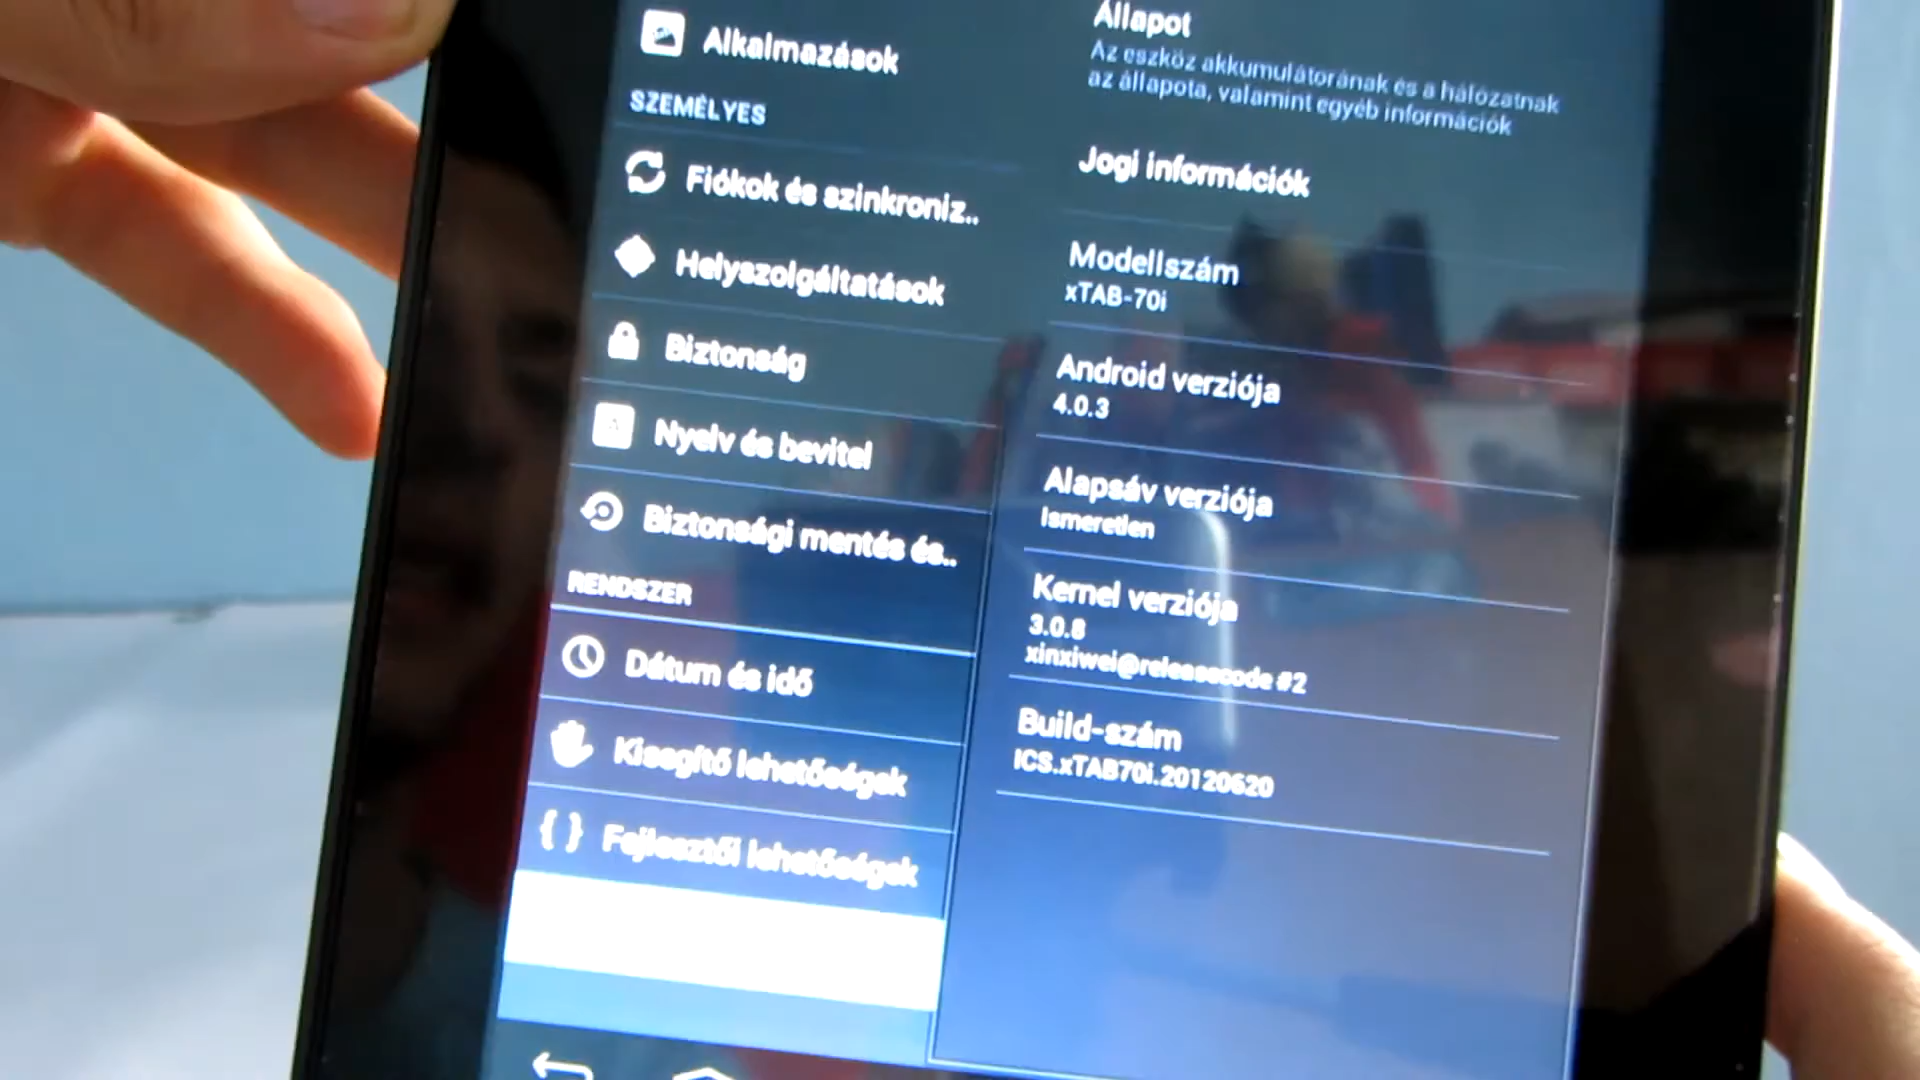 Alkalmazások
SZEMÉLYES
Fiókok és szinkroniz..
Helyszolgáltatások
Biztonság
Nyelv és bevitel
Biztonsági mentés és..
RENDSZER
Dátum és idő
Kisegítő lehetőségek
{ } Fejlesztői lehetőségek
Állapot
Az eszköz akkumulátorának és a hálózatnak
az állapota, valamint egyéb információk
Jogi információk
Modellszám
xTAB-70i
Android verziója
4.0.3
Alapsáv verziója
Ismeretlen
Kernel verziója
3.0.8
xinxiwei@releasecode #2
Build-szám
ICS.xTAB70i.20120620